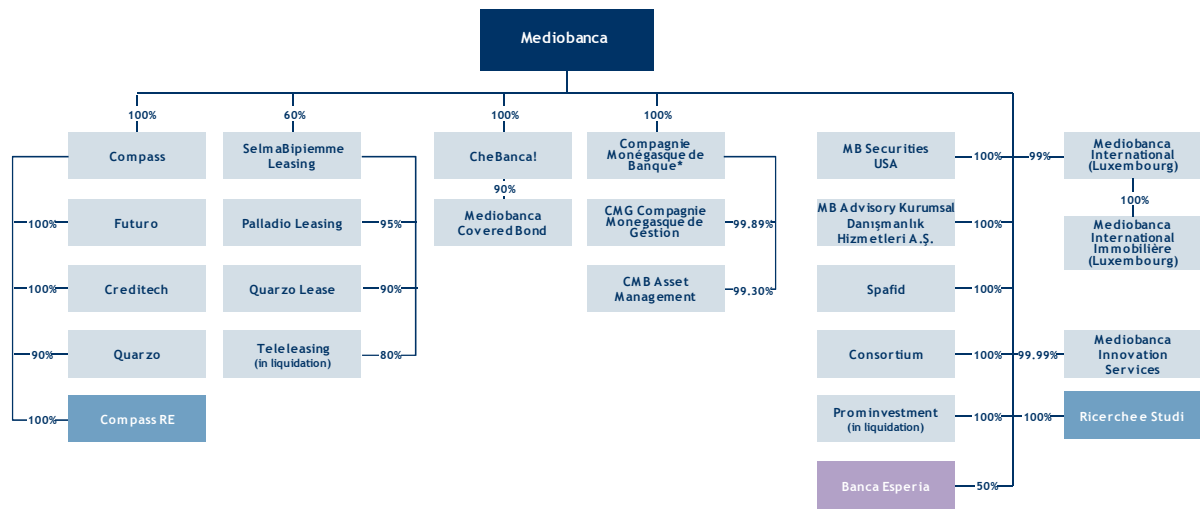 Mediobanca
100%
60%
100%
100%
Compass
SelmaBipiemme
Leasing
CheBanca!
Compagnie
Monégasque de
Banque*
MB Securities
USA
100%
99%
Mediobanca
International
(Luxembourg)
90%
100%
100%
Futuro
Palladio Leasing
95%
Mediobanca
Covered Bond
CMG Compagnie
Monegasque de
Géstion
99.89%
MB Advisory Kurumsal
Danışmanlık
Hizmetleri A.Ş.
100%
Mediobanca
International
Immobilière
(Luxembourg)
100%
Creditech
Quarzo Lease
90%
CMB Asset
Management
99.30%
Spafid
100%
90%
Quarzo
Teleleasing
(in liquidation)
80%
Consortium
100%
99.99%
Mediobanca
Innovation
Services
100%
Compass RE
Prominvestment
(in liquidation)
100%
100%
Ricerche e Studi
Banca Esperia
50%